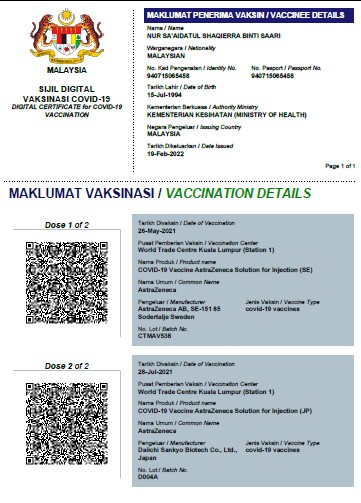 MALAYSIA
SIJIL DIGITAL
VAKSINASI COVID-19
DIGITAL CERTIFICATE for COVID-19
VACCINATION
MAKLUMAT PENERIMA VAKSIN / VACCINEE DETAILS
Nama / Name
NUR SA'AIDATUL SHAQIERRA BINTI SAARI
Warganegara / Nationality
MALAYSIAN
No. Kad Pengenalan / Identity No. No. Pasport / Passport No.
940715065458 940715065458
Tarikh Lahir / Date of Birth
15-Jul-1994
Kementerian Berkuasa / Authority Ministry
KEMENTERIAN KESIHATAN (MINISTRY OF HEALTH)
Negara Pengeluar / Issuing Country
MALAYSIA
Tarikh Dikeluarkan / Date Issued
19-Feb-2022
Page 1 of 1
MAKLUMAT VAKSINASI / VACCINATION DETAILS
Dose 1 of 2
Tarikh Divaksin / Date of Vaccination
26-May-2021
Pusat Pemberian Vaksin / Vaccination Center
World Trade Centre Kuala Lumpur (Station 1)
Nama Produk / Product name
COVID-19 Vaccine AstraZeneca Solution for Injection (SE)
Nama Umum / Common Name
AstraZeneca
Pengeluar / Manufacturer Jenis Vaksin / Vaccine Type
AstraZeneca AB, SE-151 85 covid-19 vaccines
Sodertalje Sweden
No. Lot / Batch No.
CTMAV538
Dose 2 of 2
Tarikh Divaksin / Date of Vaccination
28-Jul-2021
Pusat Pemberian Vaksin / Vaccination Center
World Trade Centre Kuala Lumpur (Station 1)
Nama Produk / Product name
COVID-19 Vaccine AstraZeneca Solution for Injection (JP)
Nama Umum / Common Name
AstraZeneca
Pengeluar / Manufacturer Jenis Vaksin / Vaccine Type
Daiichi Sankyo Biotech Co., Ltd., covid-19 vaccines
Japan
No. Lot / Batch No.
D004A